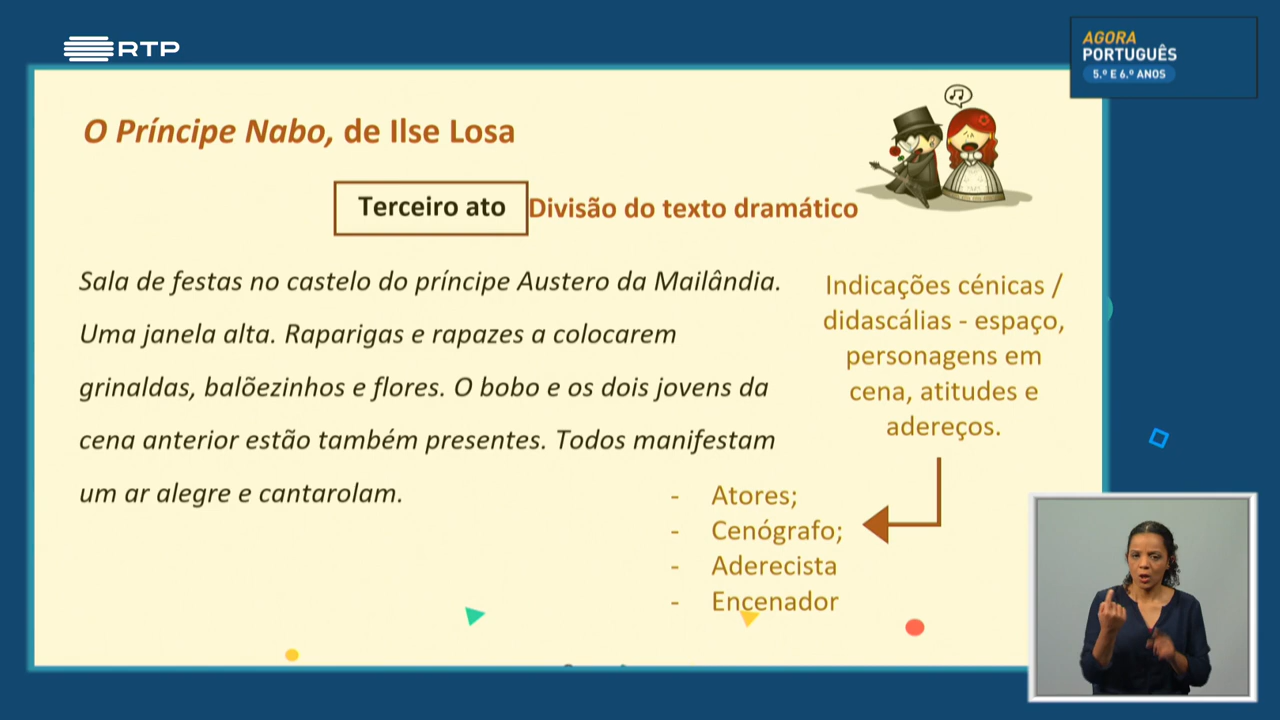 RTP
AGORA
PORTUGUÊS
5.º E 6.º ANOS
O Príncipe Nabo, de Ilse Losa
Terceiro ato
Divisão do texto dramático
Sala de festas no castelo do príncipe Austero da Mailândia.
Uma janela alta. Raparigas e rapazes a colocarem
grinaldas, balõezinhos e flores. O bobo e os dois jovens da
cena anterior estão também presentes. Todos manifestam
um ar alegre e cantarolam.
Indicações cénicas /
didascálias - espaço,
personagens em
cena, atitudes e
adereços.
- Atores;
- Cenógrafo;
- Aderecista
- Encenador